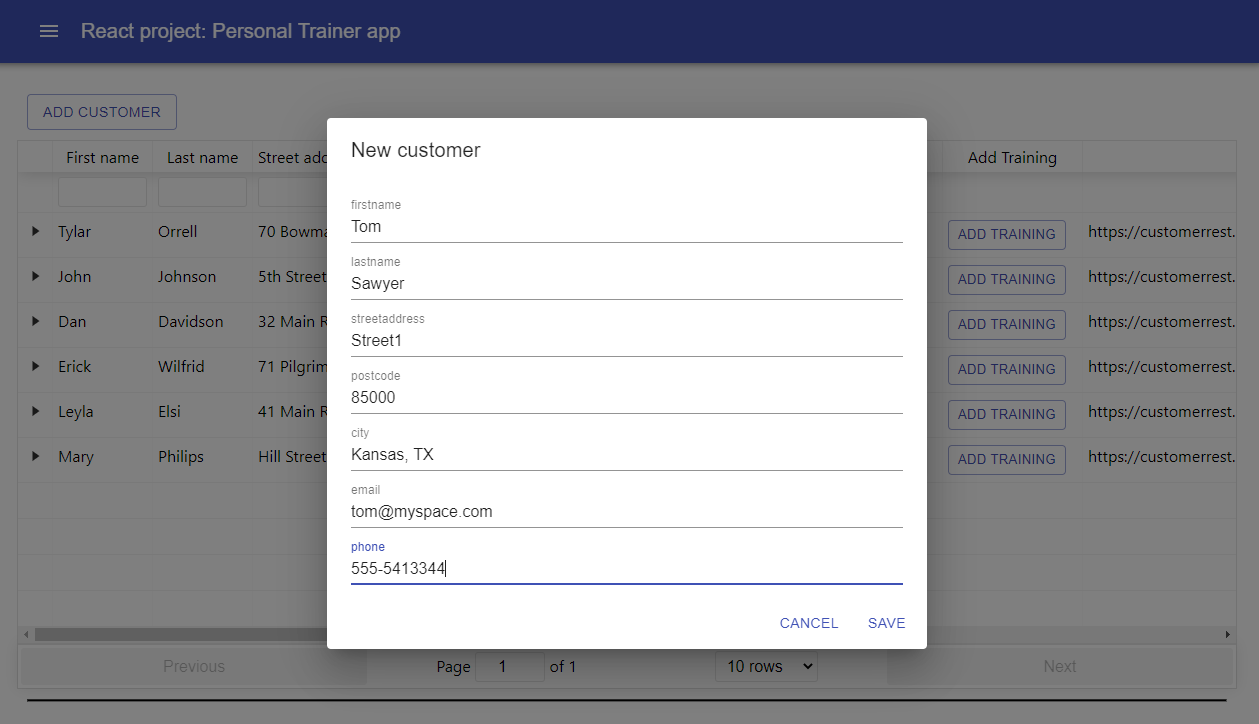 React project: Personal Trainer app
ADD CUSTOMER
First name Last name Street add Add Training
Tylar Orrell 70 Bowma ADD TRAINING https://customerrest.
John Johnson 5th Street ADD TRAINING https://customerrest.
Dan Davidson 32 Main R ADD TRAINING https://customerrest.
Erick Wilfrid 71 Pilgrim ADD TRAINING https://customerrest.
Leyla Elsi 41 Main R ADD TRAINING https://customerrest.
Mary Philips Hill Street ADD TRAINING https://customerrest.
New customer
firstname
Tom
lastname
Sawyer
streetaddress
Street1
postcode
85000
city
Kansas, TX
email
tom@myspace.com
phone
555-5413344
CANCEL SAVE
Previous Page 1 of 1 10 rows Next